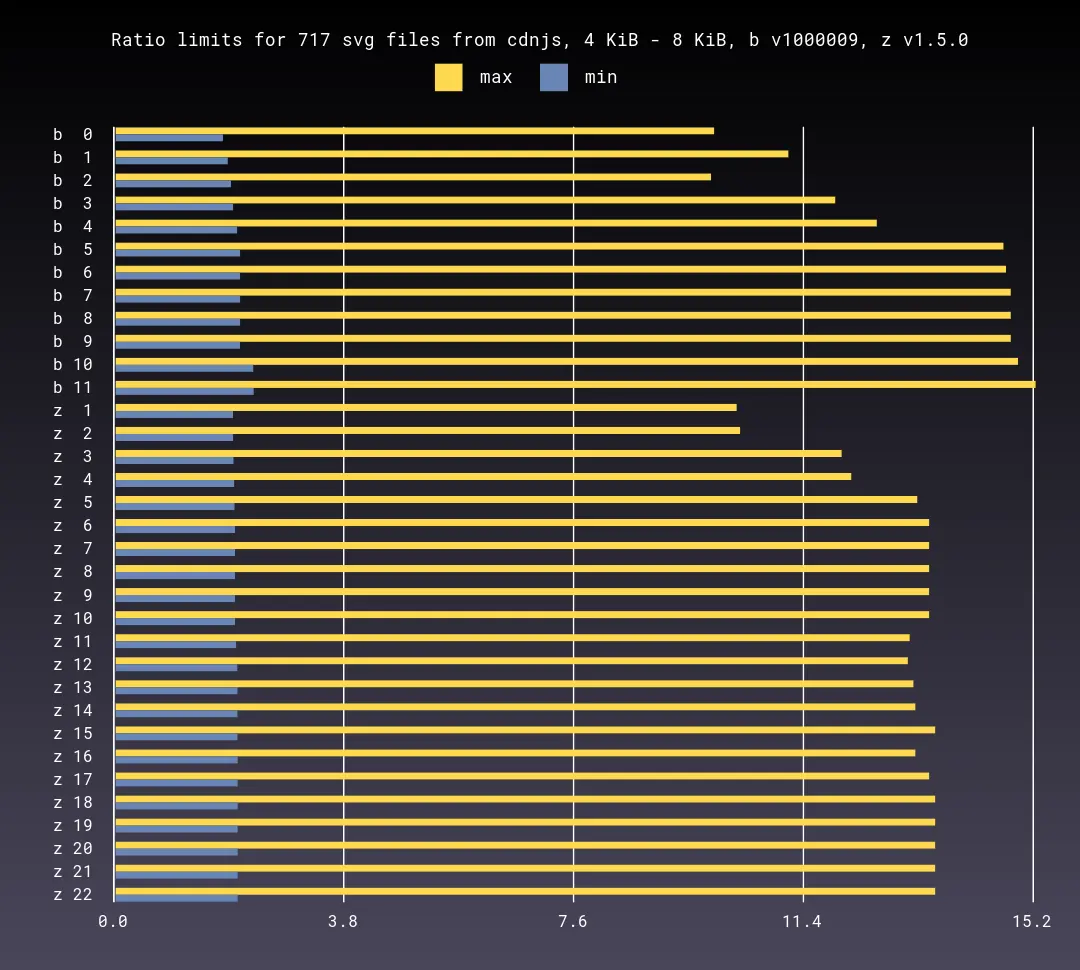 Ratio limits for 717 svg files from cdnjs, 4 KiB - 8 KiB, b v1000009, z v1.5.0
max min
b 0
b 1
b 2
b 3
b 4
b 5
b 6
b 7
b 8
b 9
b 10
b 11
z 1
z 2
z 3
z 4
z 5
z 6
z 7
z 8
z 9
z 10
z 11
z 12
z 13
z 14
z 15
z 16
z 17
z 18
z 19
z 20
z 21
z 22
0.0 3.8 7.6 11.4 15.2